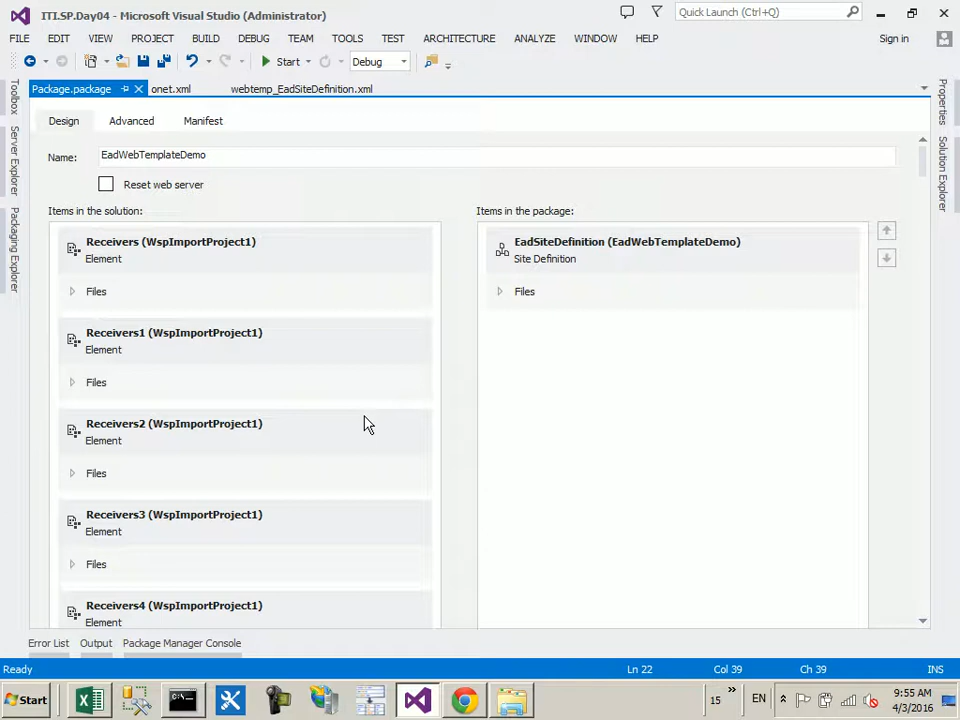 ITI.SP.Day04 - Microsoft Visual Studio (Administrator)
Quick Launch (Ctrl+Q)
FILE EDIT VIEW PROJECT BUILD DEBUG TEAM TOOLS TEST ARCHITECTURE ANALYZE WINDOW HELP Sign in
Start Debug
Package.package onet.xml webtemp_EadSiteDefinition.xml
Toolbox
Server Explorer
Packaging Explorer
Properties
Solution Explorer
Design Advanced Manifest
Name: EadWebTemplateDemo
Reset web server
Items in the solution: Items in the package:
Receivers (WspImportProject1)
Element
Files
Receivers1 (WspImportProject1)
Element
Files
Receivers2 (WspImportProject1)
Element
Files
Receivers3 (WspImportProject1)
Element
Files
Receivers4 (WspImportProject1)
Element
EadSiteDefinition (EadWebTemplateDemo)
Site Definition
Files
Error List Output Package Manager Console
Ready Ln 22 Col 39 Ch 39 INS
Start 15 EN 9:55 AM
4/3/2016